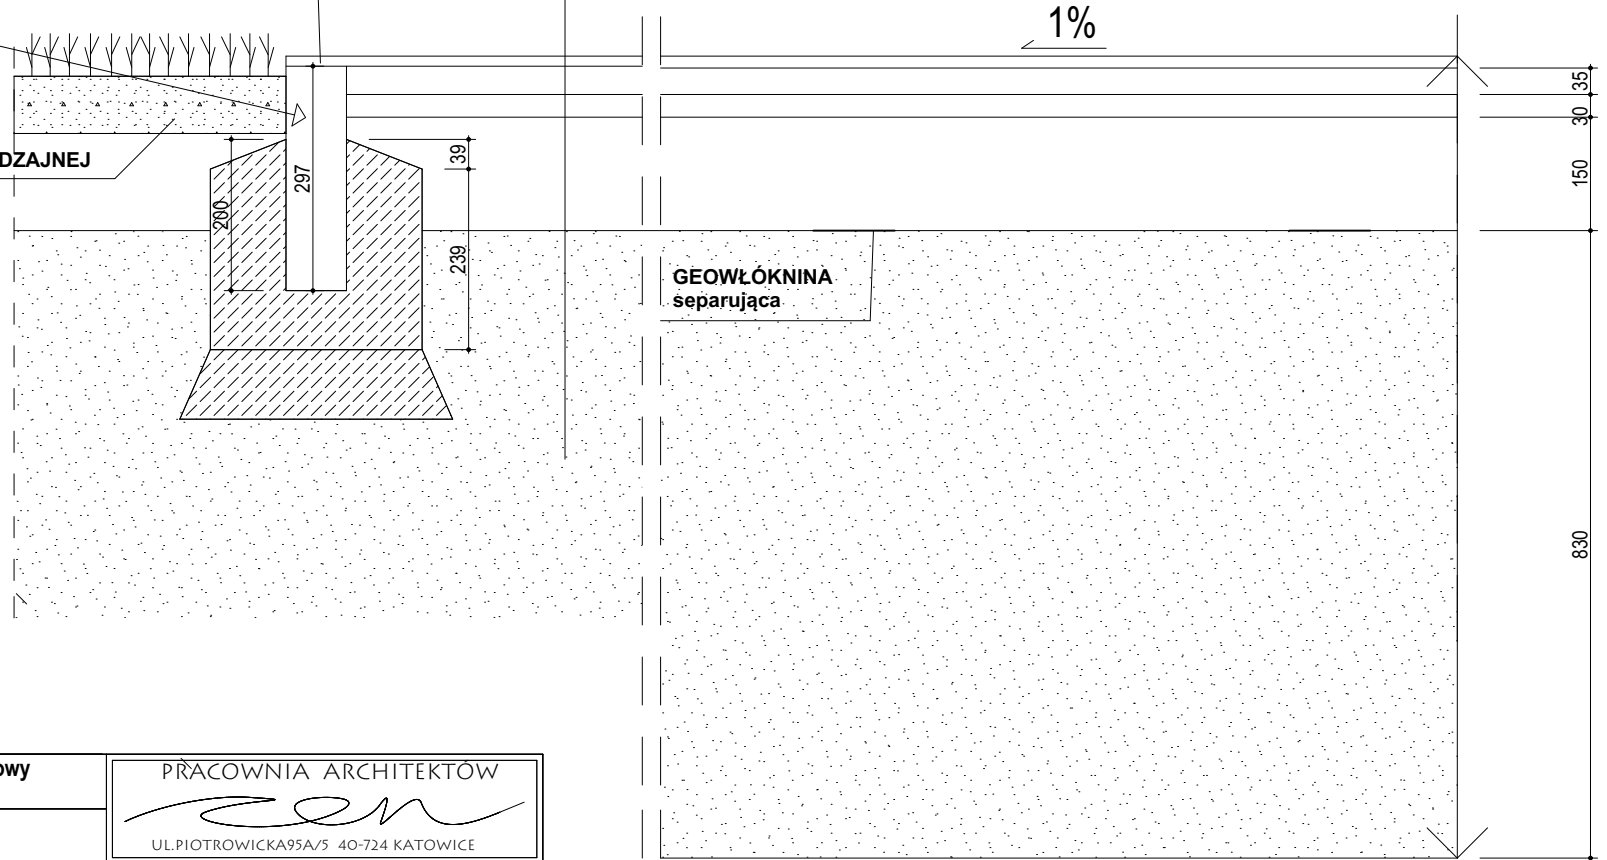 1%
35
30
150
DZAJNEJ
39
297
200
239
GEOWŁÓKNINA
separująca
830
owy
PRACOWNIA ARCHITEKTÓW
zen
UL.PIOTROWICKA95A/5 40-724 KATOWICE